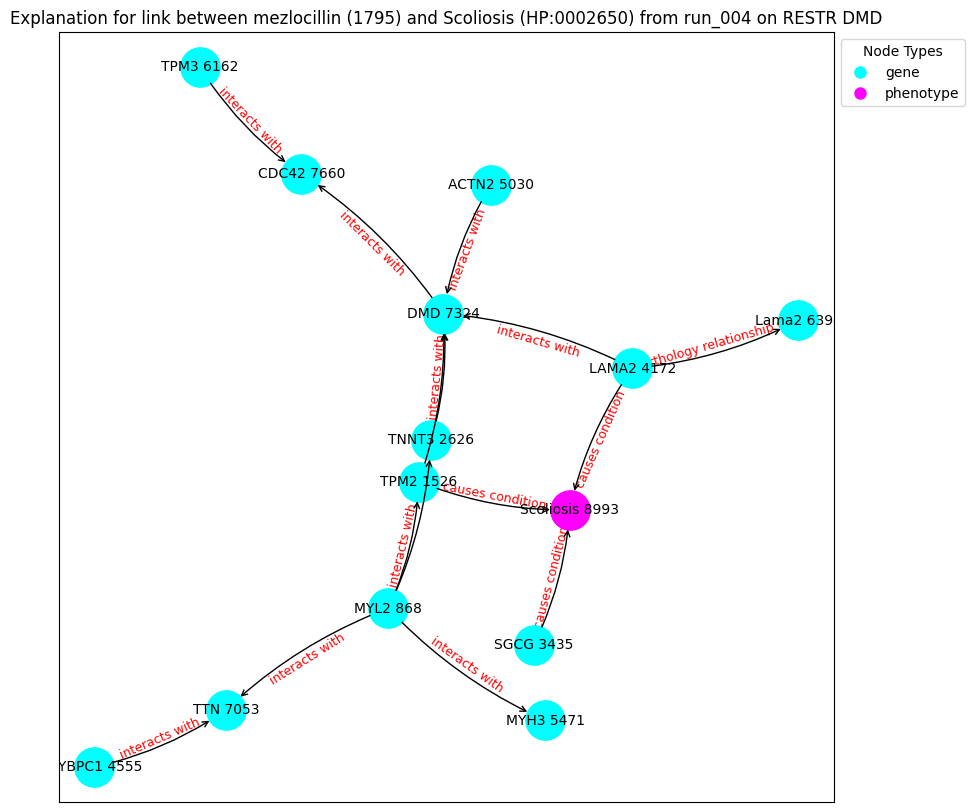 Explanation for link between mezlocillin (1795) and Scoliosis (HP:0002650) from run_004 on RESTR DMD
Node Types
gene
phenotype
TPM3 6162
interacts with
CDC42 7660
ACTN2 5030
interacts with
interacts with
DMD 7324
Lama2 639
interacts with
thology relationship
LAMA2 4172
interacts with
TNNT3 2626
causes condition
TPM2 1526
causes condition
Scoliosis 8993
interacts with
causes condition
MYL2 868
SGCG 3435
interacts with
interacts with
TTN 7053
MYH3 5471
interacts with
YBPC1 4555